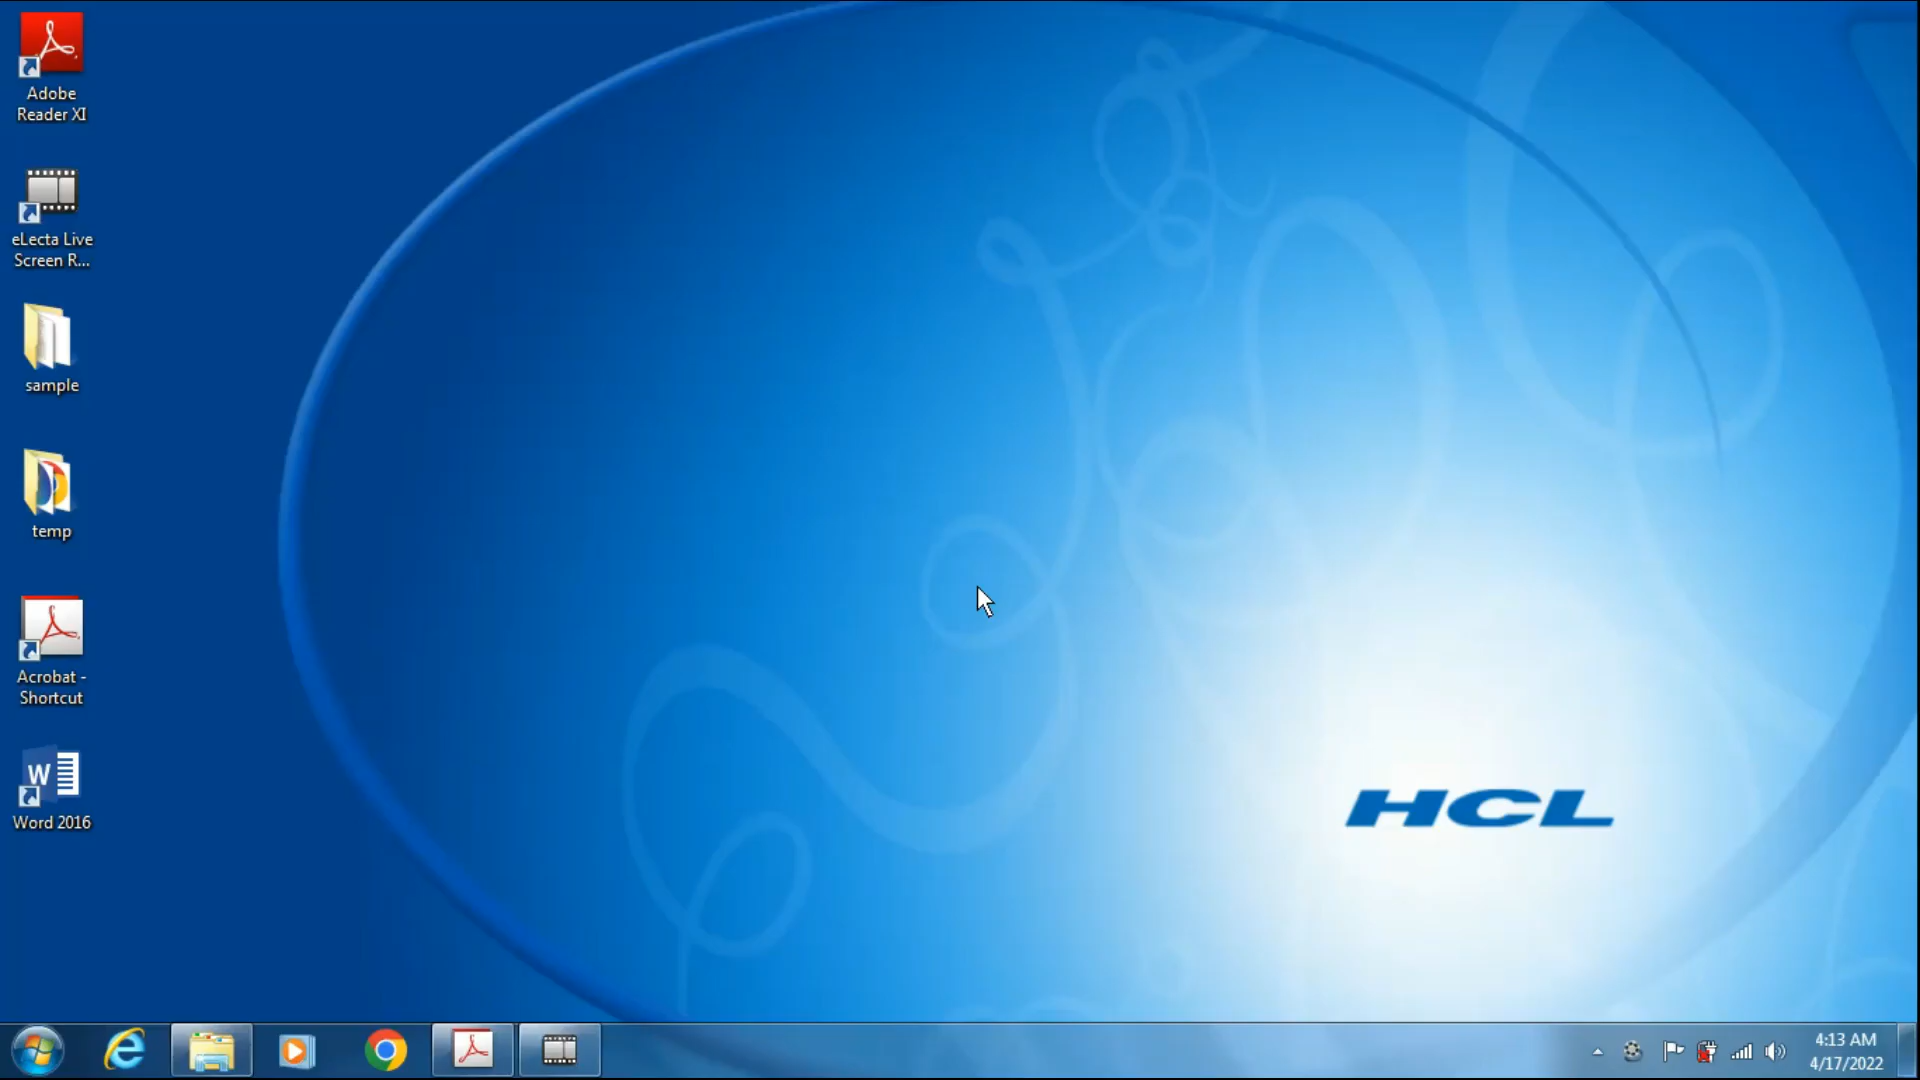 Adobe
Reader XI
eLecta Live
Screen R...
sample
temp
Acrobat -
Shortcut
W
Word 2016
HCL
4:13 AM
4/17/2022